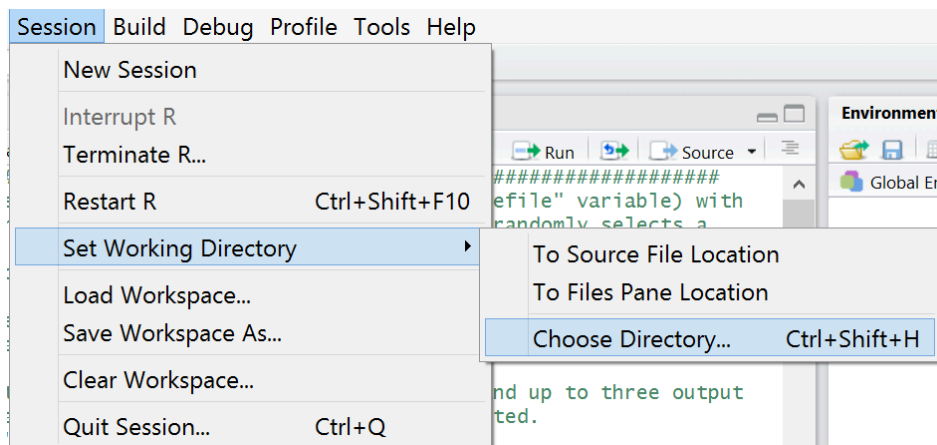 Session Build Debug Profile Tools Help
New Session
Interrupt R
Terminate R...
Restart R Ctrl+Shift+F10
Set Working Directory
Load Workspace...
Save Workspace As...
Clear Workspace...
Quit Session... Ctrl+Q
To Source File Location
To Files Pane Location
Choose Directory... Ctrl+Shift+H
Run Source
###################
efile" variable) with
randomly selects a
nd up to three output
ted.
Environmen
Global En